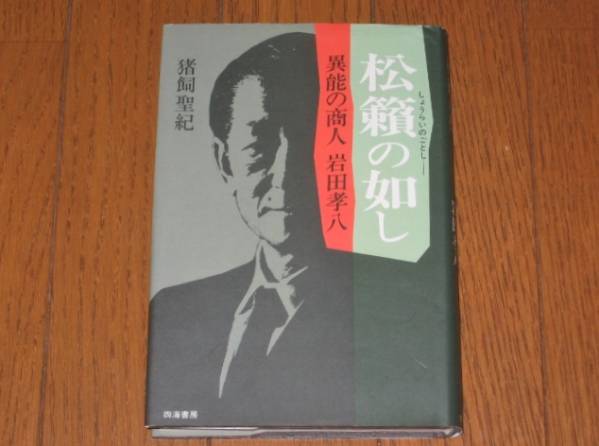 松籟の如し
しょうらいのごとし――
異能の商人 岩田孝八
猪飼聖紀
四海書房